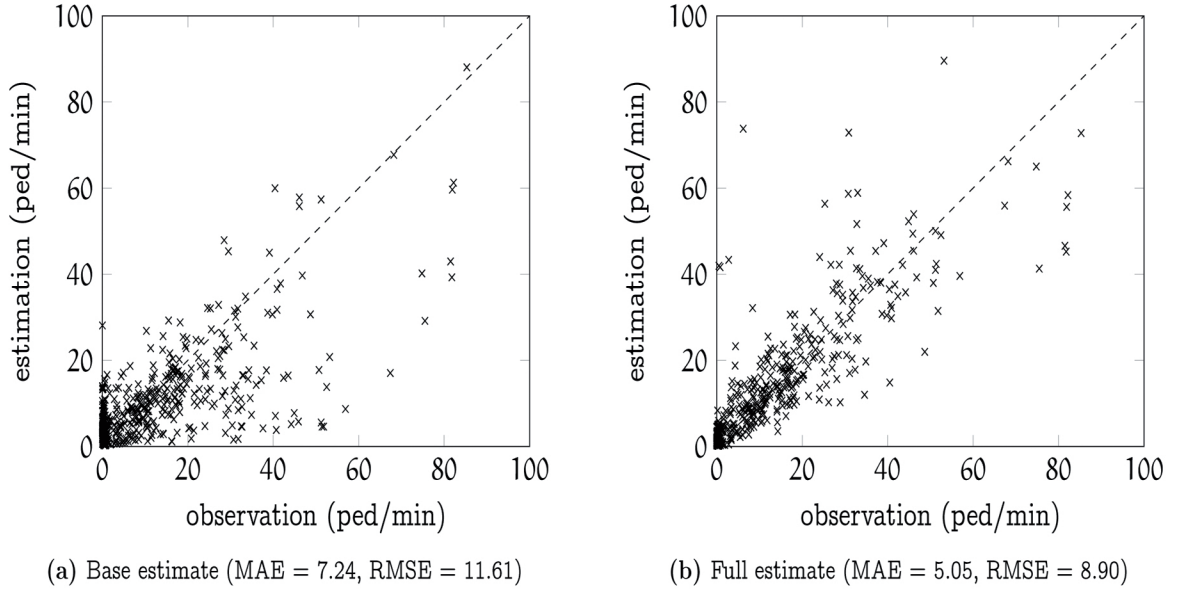 100
80
60
40
20
0
0 20 40 60 80 100
estimation (ped/min)
observation (ped/min)
(a) Base estimate (MAE = 7.24, RMSE = 11.61)
100
80
60
40
20
0
0 20 40 60 80 100
estimation (ped/min)
observation (ped/min)
(b) Full estimate (MAE = 5.05, RMSE = 8.90)